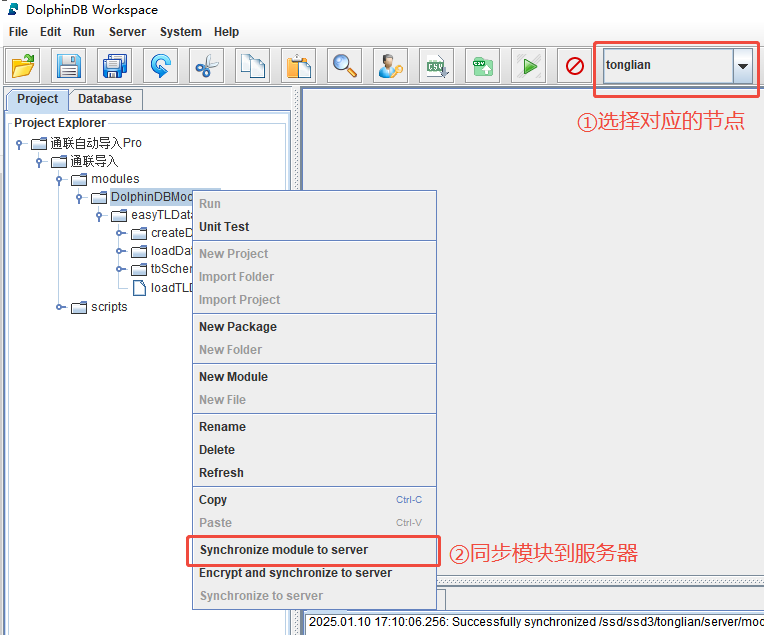 DolphinDB Workspace
File Edit Run Server System Help
tonglian
①选择对应的节点
Project Database
Project Explorer
通联自动导入Pro
通联导入
modules
DolphinDBMod
easyTLData
createD
loadDat
tbSchem
loadTLD
scripts
Run
Unit Test
New Project
Import Folder
Import Project
New Package
New Folder
New Module
New File
Rename
Delete
Refresh
Copy Ctrl-C
Paste Ctrl-V
Synchronize module to server
②同步模块到服务器
Encrypt and synchronize to server
Synchronize to server
2025.01.10 17:10:06.256: Successfully synchronized /ssd/ssd3/tonglian/server/mod